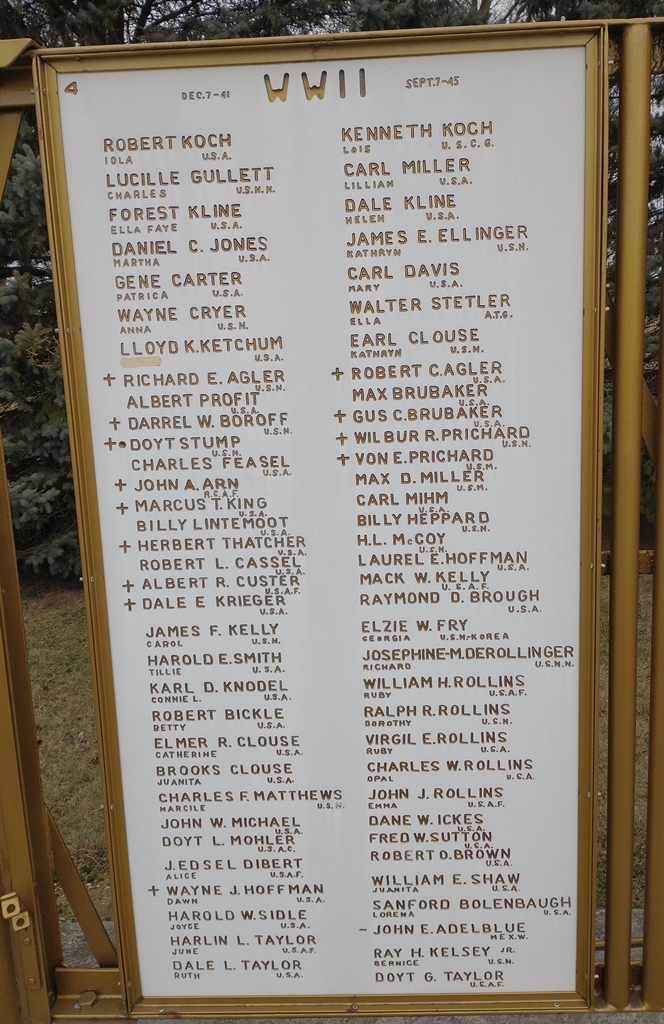 4
DEC.7-41 WWII SEPT.7-45
ROBERT KOCH
IOLA U.S.A.
LUCILLE GULLETT
CHARLES U.S.N.N.
FOREST KLINE
ELLA FAYE U.S.A.
DANIEL C. JONES
MARTHA U.S.A.
GENE CARTER
PATRICA U.S.A.
WAYNE CRYER
ANNA U.S.N.
LLOYD K.KETCHUM
U.S.A.
+ RICHARD E. AGLER
U.S.N.
ALBERT PROFIT
U.S.A.
+ DARREL W. BOROFF
U.S.N.
+• DOYT STUMP
U.S.N.
CHARLES FEASEL
U.S.A.
+ JOHN A. ARN
R.C.A.F.
+ MARCUS T. KING
U.S.A.
BILLY LINTEMOOT
U.S.A.
+ HERBERT THATCHER
U.S.A.
ROBERT L. CASSEL
U.S.A.
+ ALBERT R. CUSTER
U.S.A.F.
+ DALE E KRIEGER
U.S.A.
JAMES F. KELLY
CAROL U.S.N.
HAROLD E.SMITH
TILLIE U.S.A.
KARL D. KNODEL
CONNIE L. U.S.A.
ROBERT BICKLE
BETTY U.S.A.
ELMER R. CLOUSE
CATHERINE U.S.A.
BROOKS CLOUSE
JUANITA U.S.A.
CHARLES F. MATTHEWS
MARCILE U.S.N.
JOHN W. MICHAEL
U.S.A.
DOYT L. MOHLER
U.S.A.C.
J.EDSEL DIBERT
ALICE U.S.A.F.
+ WAYNE J. HOFFMAN
DAWN U.S.A.
HAROLD W.SIDLE
JOYCE U.S.A.
HARLIN L. TAYLOR
JUNE U.S.A.F.
DALE L. TAYLOR
RUTH U.S.A.
KENNETH KOCH
LOIS U.S.C.G.
CARL MILLER
LILLIAN U.S.A.
DALE KLINE
HELEN U.S.A.
JAMES E. ELLINGER
KATHRYN U.S.N.
CARL DAVIS
MARY U.S.A.
WALTER STETLER
ELLA A.T.G.
EARL CLOUSE
KATHRYN U.S.N.
+ ROBERT C.AGLER
U.S.A.
MAX BRUBAKER
U.S.A.
+ GUS C.BRUBAKER
U.S.A.
+ WILBUR R.PRICHARD
U.S.N.
+ VON E.PRICHARD
U.S.M.
MAX D. MILLER
U.S.M.
CARL MIHM
U.S.A.
BILLY HEPPARD
U.S.N.
H.L. McCOY
U.S.N.
LAUREL E.HOFFMAN
U.S.A.
MACK W. KELLY
U.S.A.F.
RAYMOND D. BROUGH
U.S.A.
ELZIE W. FRY
GEORGIA U.S.N-KOREA
JOSEPHINE-M.DEROLLINGER
RICHARD U.S.N.N.
WILLIAM H.ROLLINS
RUBY U.S.A.F.
RALPH R.ROLLINS
DOROTHY U.S.N.
VIRGIL E.ROLLINS
RUBY U.S.A.
CHARLES W.ROLLINS
OPAL U.S.A.
JOHN J. ROLLINS
EMMA U.S.A.F.
DANE W. ICKES
U.S.A.
FRED W.SUTTON
U.S.A.
ROBERT O.BROWN
U.S.A.
WILLIAM E. SHAW
JUANITA U.S.A.
SANFORD BOLENBAUGH
LORENA U.S.A.
- JOHN E.ADELBLUE
MEX.W.
RAY H. KELSEY JR.
BERNICE U.S.N.
DOYT G. TAYLOR
U.S.A.F.